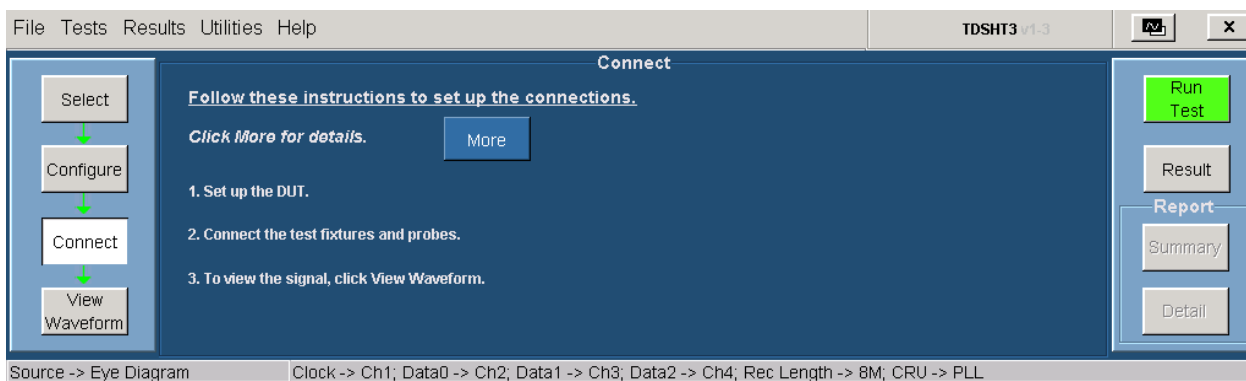 File Tests Results Utilities Help TDSHT3 v1-3 x
Connect
Select
Configure
Connect
View
Waveform
Follow these instructions to set up the connections.
Click More for details. More
1. Set up the DUT.
2. Connect the test fixtures and probes.
3. To view the signal, click View Waveform.
Run
Test
Result
Report
Summary
Detail
Source -> Eye Diagram Clock -> Ch1; Data0 -> Ch2; Data1 -> Ch3; Data2 -> Ch4; Rec Length -> 8M; CRU -> PLL